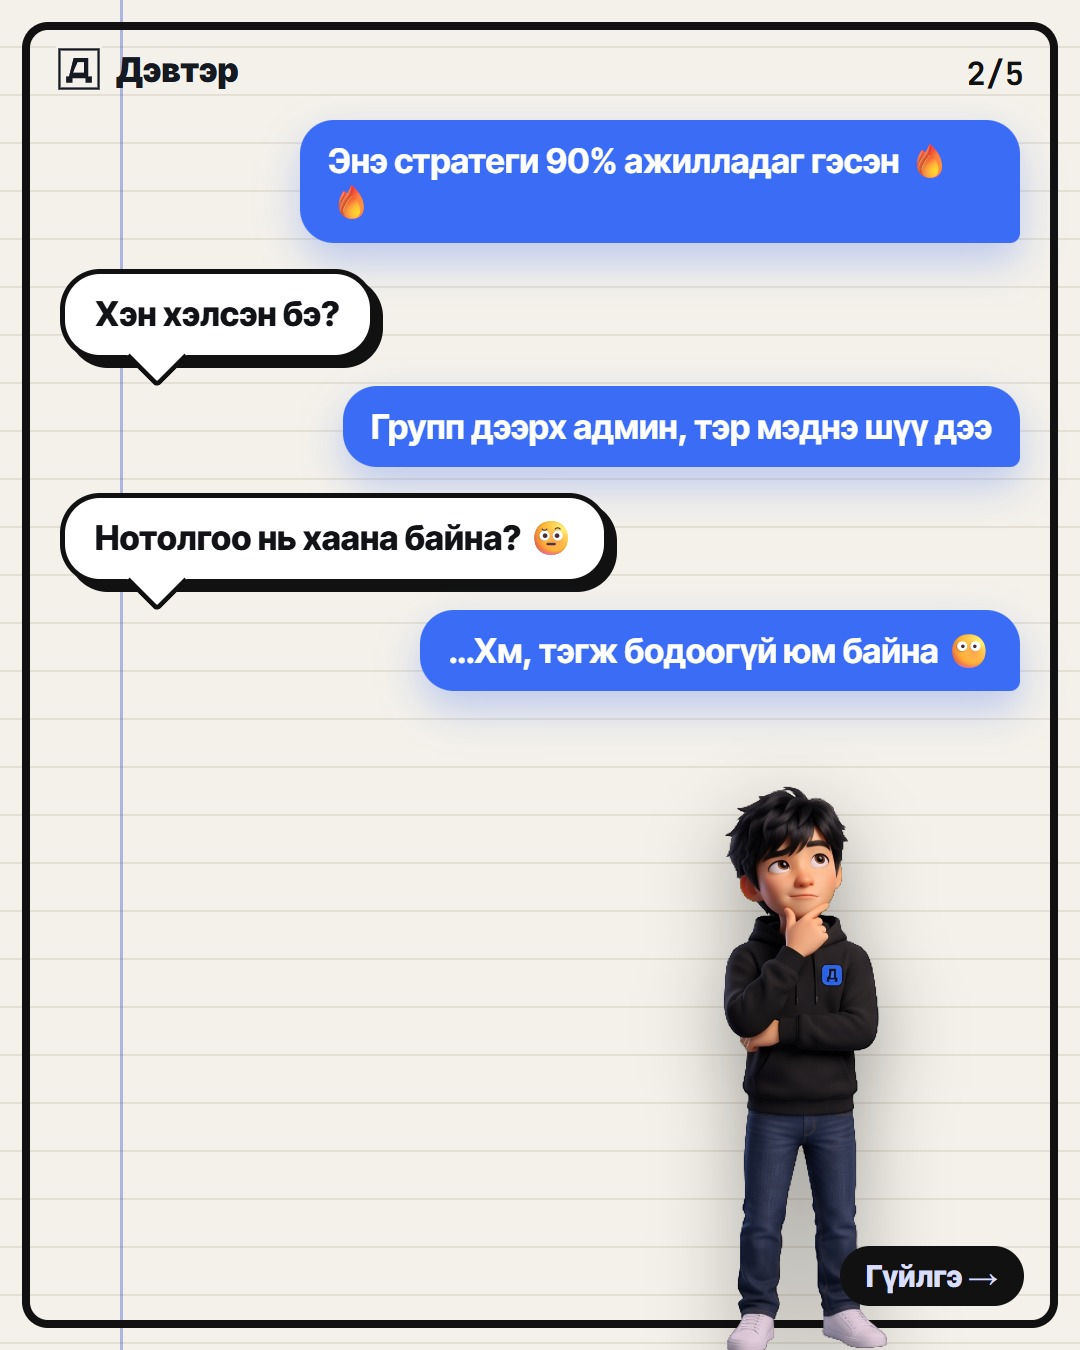 Д Дэвтэр
2/5
Энэ стратеги 90% ажилладаг гэсэн 🔥
🔥
Хэн хэлсэн бэ?
Групп дээрх админ, тэр мэднэ шүү дээ
Нотолгоо нь хаана байна? 🤨
...Хм, тэгж бодоогүй юм байна 😶
Д
Гүйлгэ →